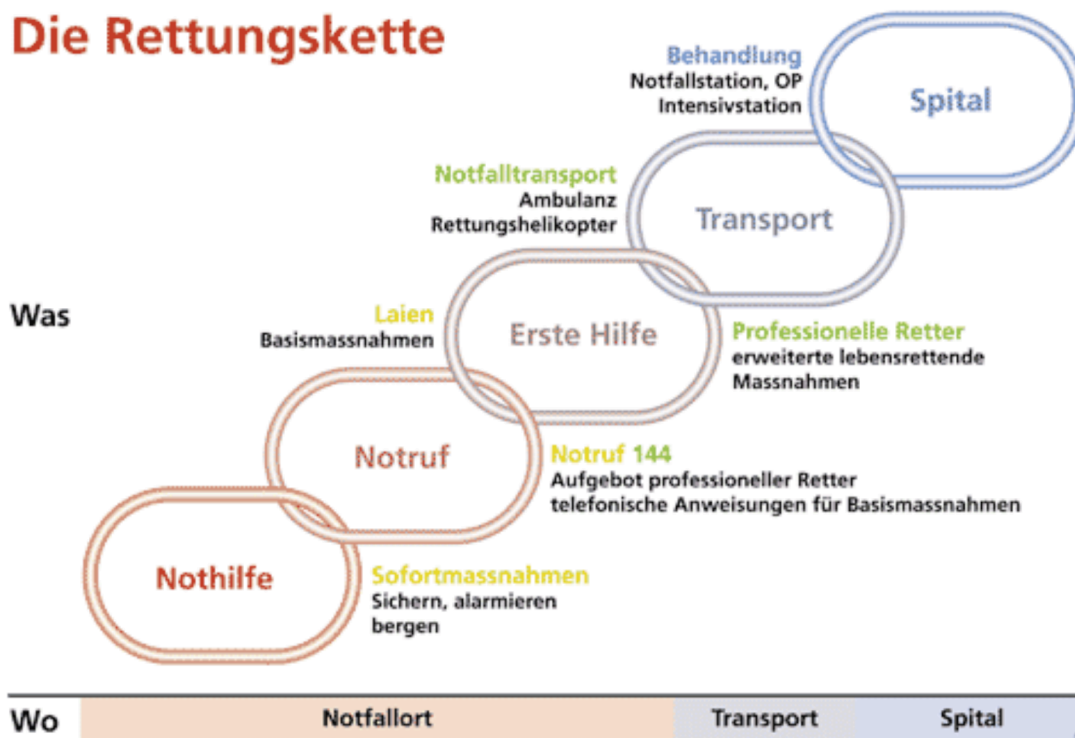 Die Rettungskette
Behandlung
Notfallstation, OP
Intensivstation
Spital
Notfalltransport
Ambulanz
Rettungshelikopter
Transport
Was
Laien
Basismassnahmen
Erste Hilfe
Professionelle Retter
erweiterte lebensrettende
Massnahmen
Notruf
Notruf 144
Aufgebot professioneller Retter
telefonische Anweisungen für Basismassnahmen
Nothilfe
Sofortmassnahmen
Sichern, alarmieren
bergen
Wo
Notfallort
Transport
Spital